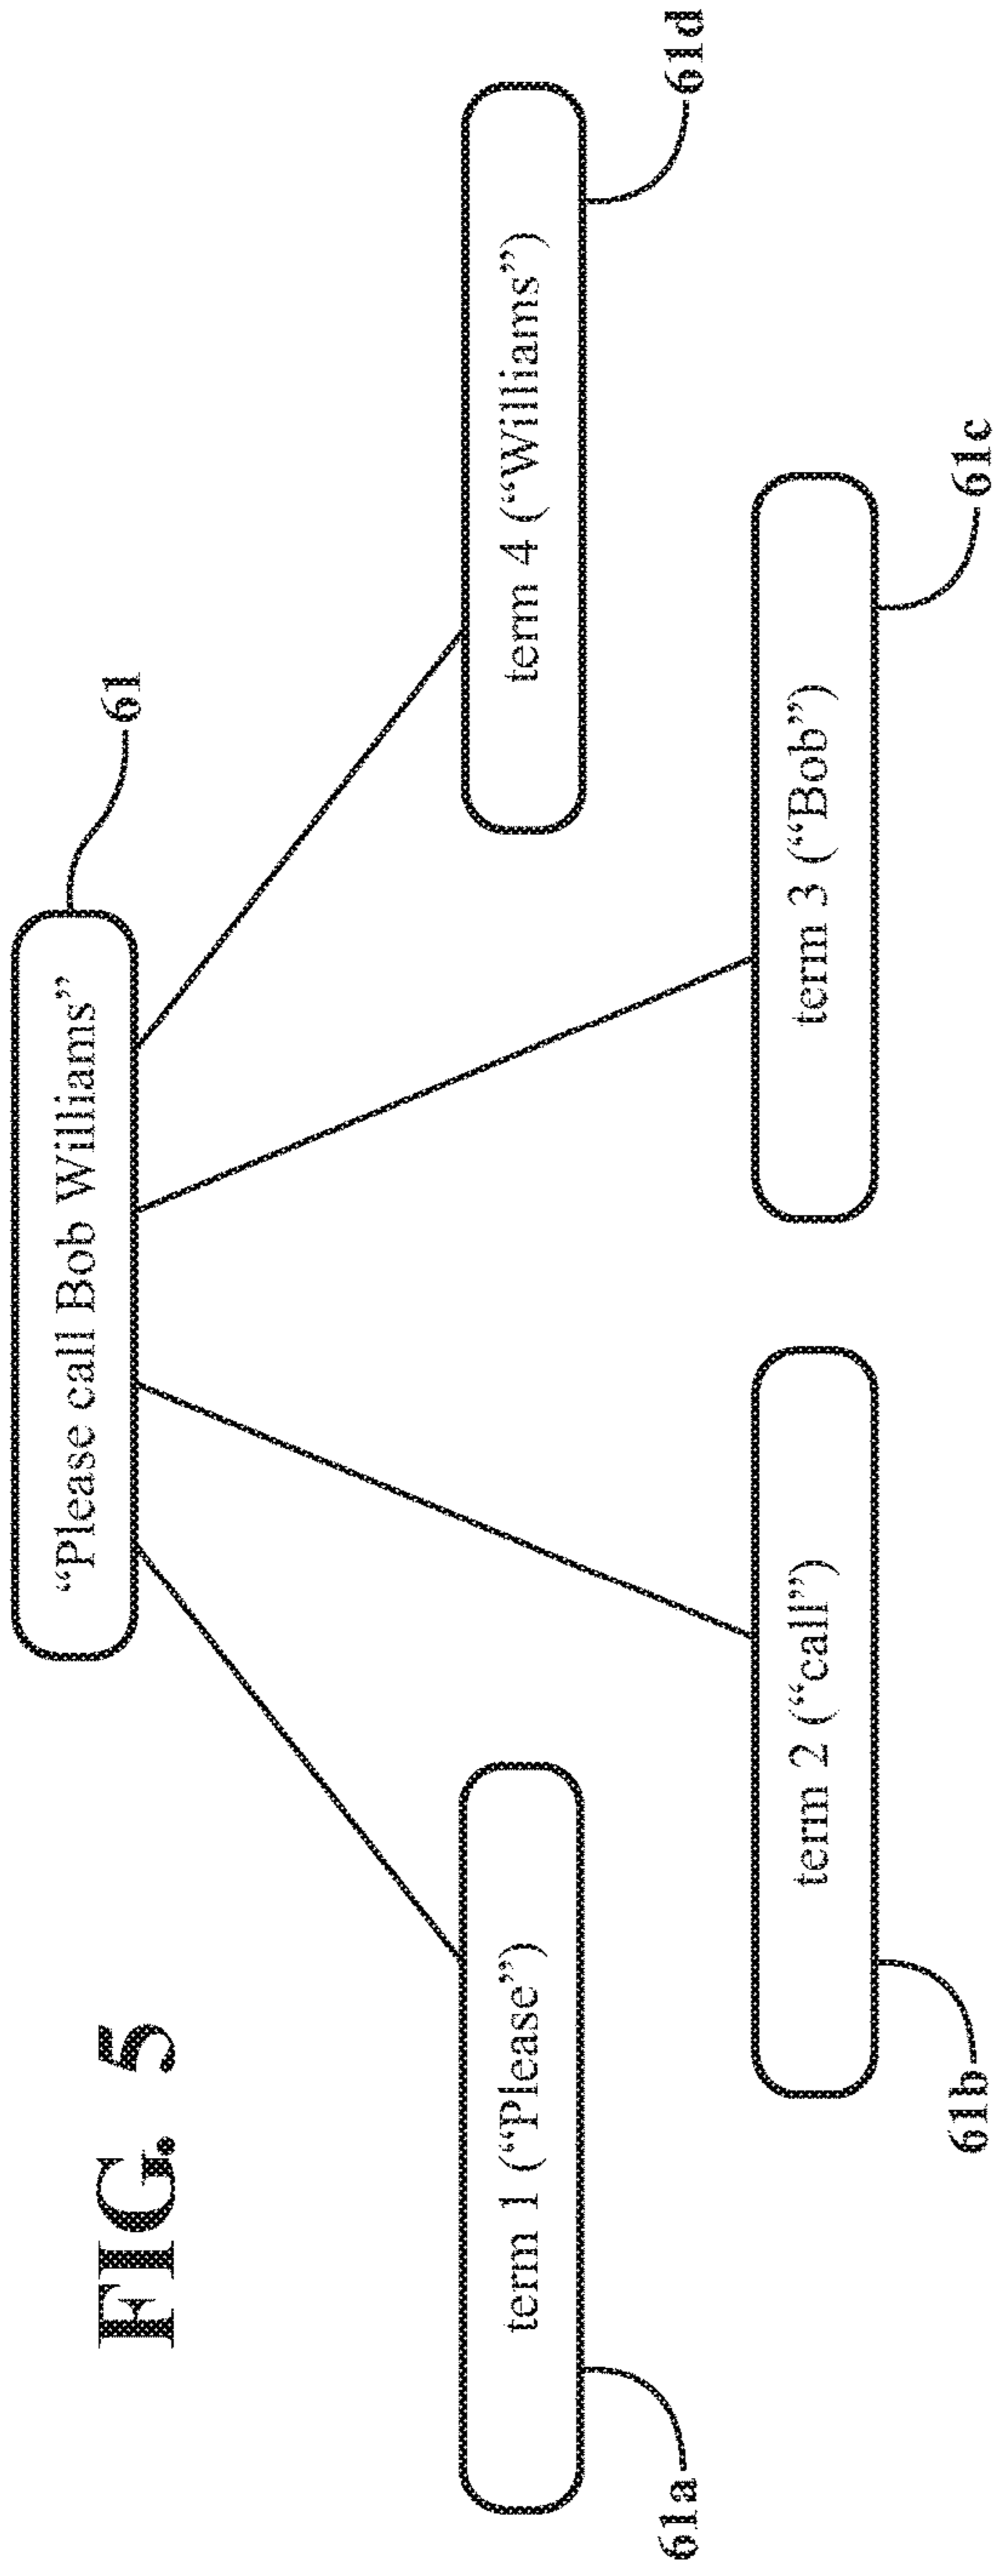 FIG. 5
“Please call Bob Williams”
61
term 1 (“Please”)
61a
term 2 (“call”)
61b
term 3 (“Bob”)
61c
term 4 (“Williams”)
61d